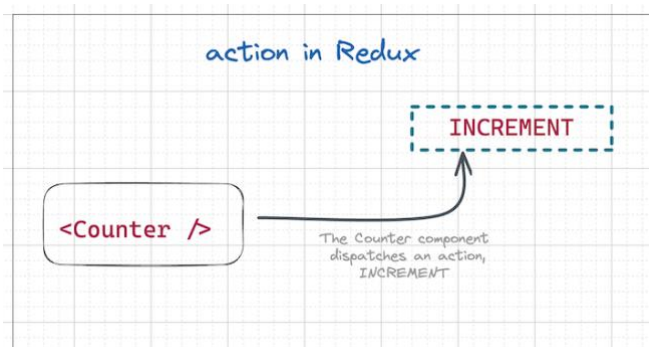 action in Redux
INCREMENT
<Counter />
The Counter component
dispatches an action,
INCREMENT